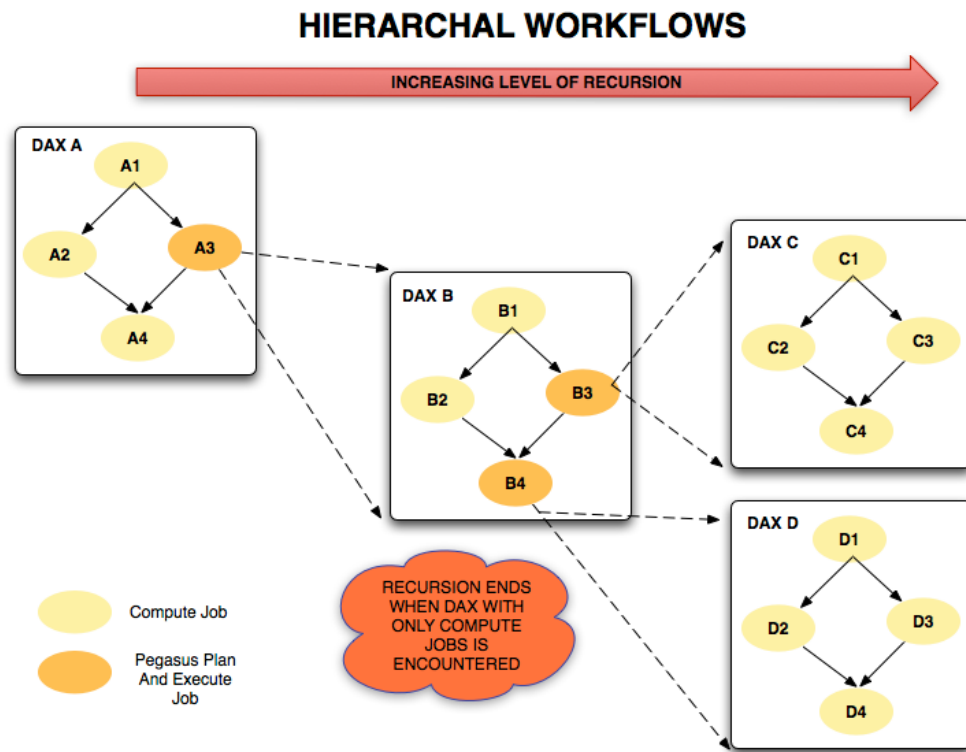 HIERARCHAL WORKFLOWS
INCREASING LEVEL OF RECURSION
DAX A
A1
A2
A3
A4
DAX B
B1
B2
B3
B4
DAX C
C1
C2
C3
C4
DAX D
D1
D2
D3
D4
Compute Job
Pegasus Plan
And Execute
Job
RECURSION ENDS
WHEN DAX WITH
ONLY COMPUTE
JOBS IS
ENCOUNTERED